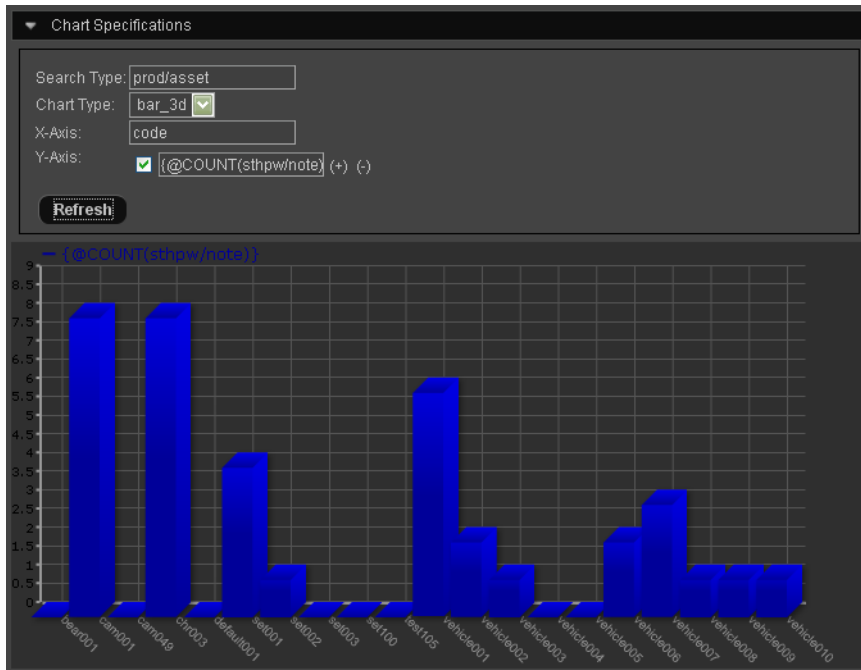 Chart Specifications
Search Type: prod/asset
Chart Type: bar_3d
X-Axis: code
Y-Axis: {@COUNT(sthpw/note) (+) (-)
Refresh
{@COUNT(sthpw/note)}
9
8.5
8
7.5
7
6.5
6
5.5
5
4.5
4
3.5
3
2.5
2
1.5
1
0.5
0
bear001
cam001
cam049
chr003
default001
set001
set002
set003
set100
test105
vehicle001
vehicle002
vehicle003
vehicle004
vehicle005
vehicle006
vehicle007
vehicle008
vehicle009
vehicle010